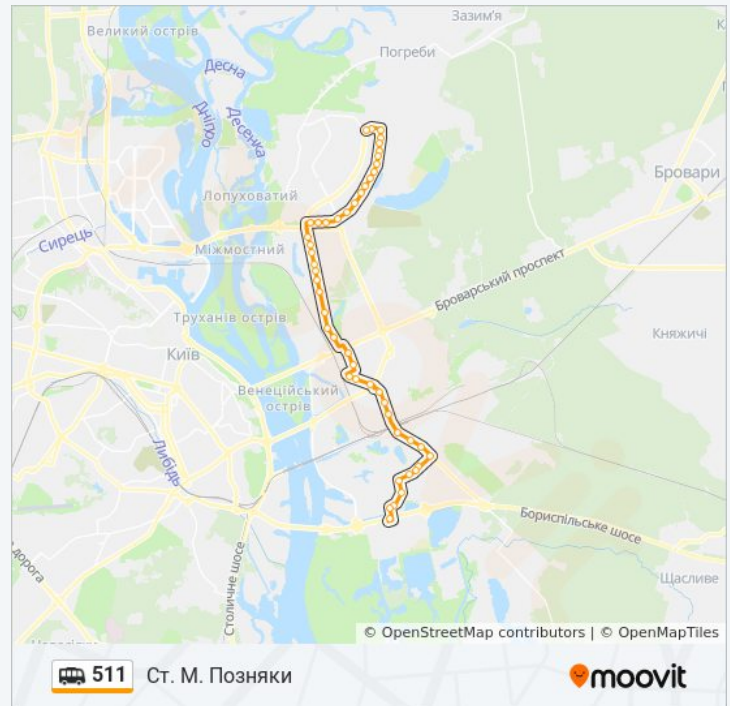 Зазим'я
Великий острів
Погреби
Десна
Дніпро
Десенка
Бровари
Лопуховатий
Сирець
Міжмостний
Броварський проспект
Труханів острів
Княжичі
Київ
Венеційський
острів
Либідь
Бориспільське шосе
дорога
Столичне шосе
Щасливе
© OpenStreetMap contributors | © OpenMapTiles
511 Ст. М. Позняки
moovit